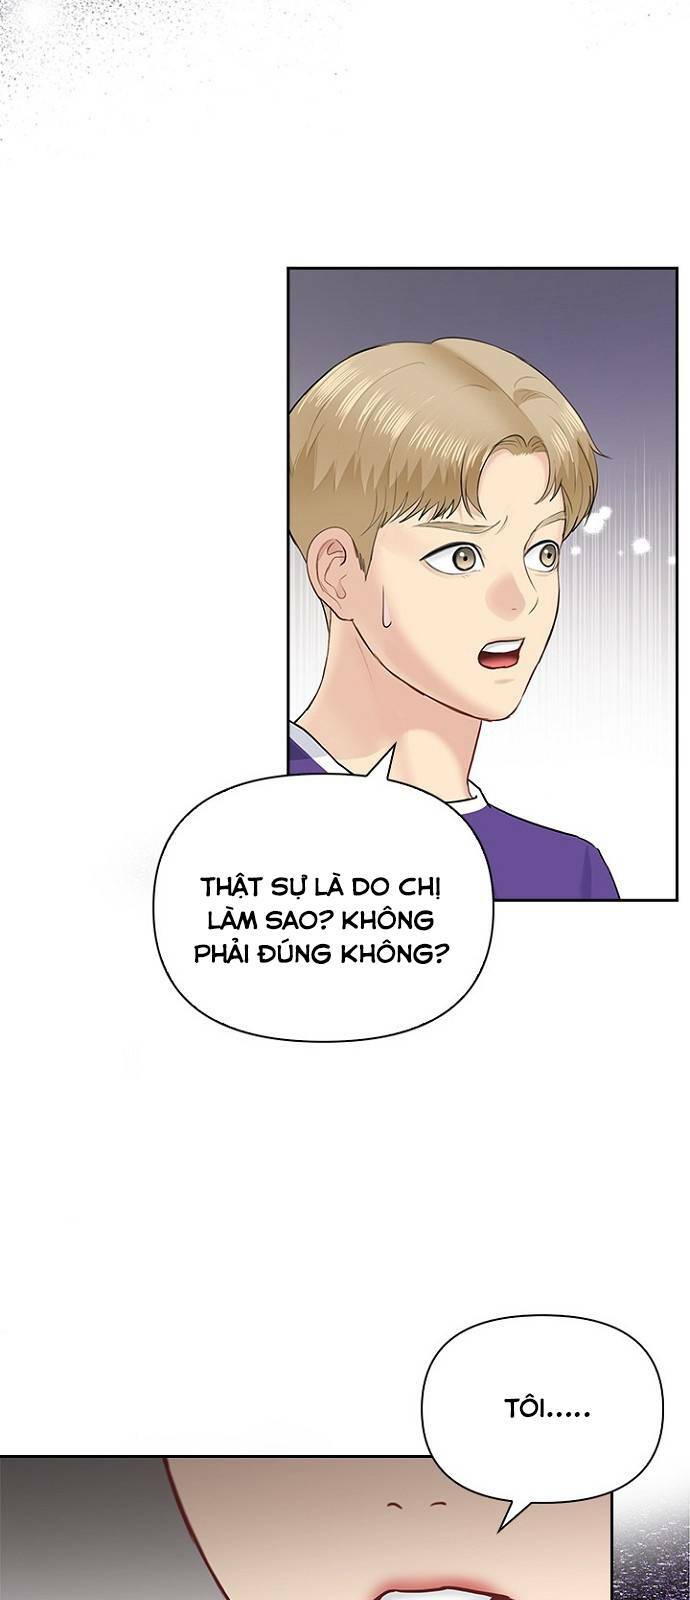 THẬT SỰ LÀ DO CHỊ
LÀM SAO? KHÔNG
PHẢI ĐÚNG KHÔNG?
TÔI.....